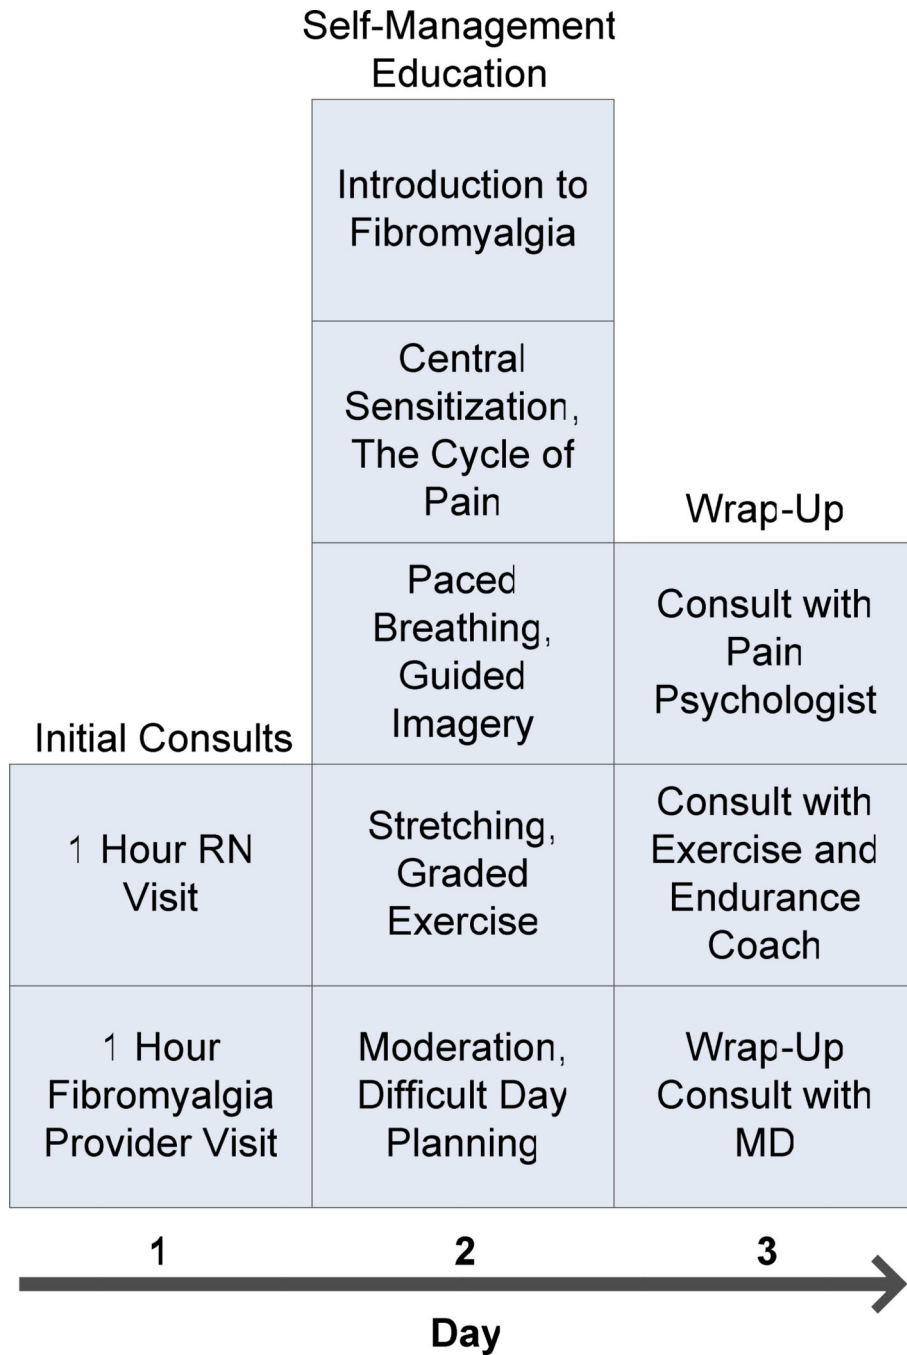 Self-Management
Education
Introduction to
Fibromyalgia
Central
Sensitization,
The Cycle of
Pain
Paced
Breathing,
Guided
Imagery
Stretching,
Graded
Exercise
Moderation,
Difficult Day
Planning
Initial Consults
1 Hour RN
Visit
1 Hour
Fibromyalgia
Provider Visit
Wrap-Up
Consult with
Pain
Psychologist
Consult with
Exercise and
Endurance
Coach
Wrap-Up
Consult with
MD
1
2
3
Day